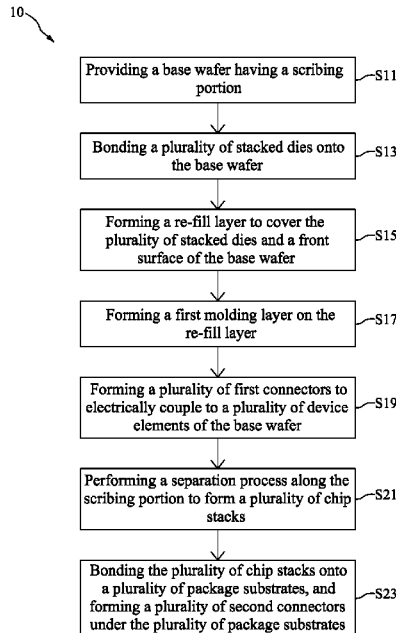 10
Providing a base wafer having a scribing
portion
S11
Bonding a plurality of stacked dies onto
the base wafer
S13
Forming a re-fill layer to cover the
plurality of stacked dies and a front
surface of the base wafer
S15
Forming a first molding layer on the
re-fill layer
S17
Forming a plurality of first connectors to
electrically couple to a plurality of device
elements of the base wafer
S19
Performing a separation process along the
scribing portion to form a plurality of chip
stacks
S21
Bonding the plurality of chip stacks onto
a plurality of package substrates, and
forming a plurality of second connectors
under the plurality of package substrates
S23